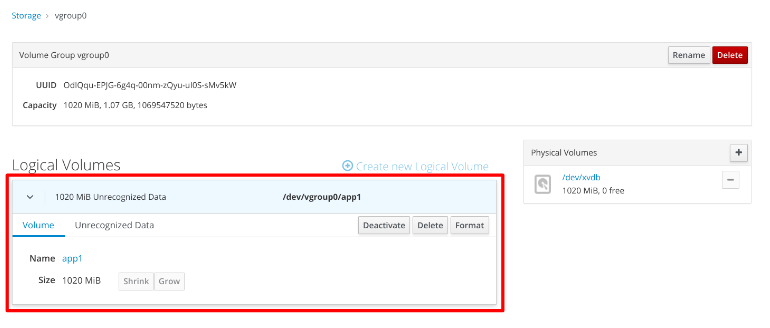 Storage › vgroup0
Volume Group vgroup0 Rename Delete
UUID OdIQqu-EPJG-6g4q-00nm-zQyu-uI0S-sMv5kW
Capacity 1020 MiB, 1.07 GB, 1069547520 bytes
Logical Volumes Create new Logical Volume
1020 MiB Unrecognized Data /dev/vgroup0/app1
Volume Unrecognized Data Deactivate Delete Format
Name app1
Size 1020 MiB Shrink Grow
Physical Volumes
/dev/xvdb
1020 MiB, 0 free